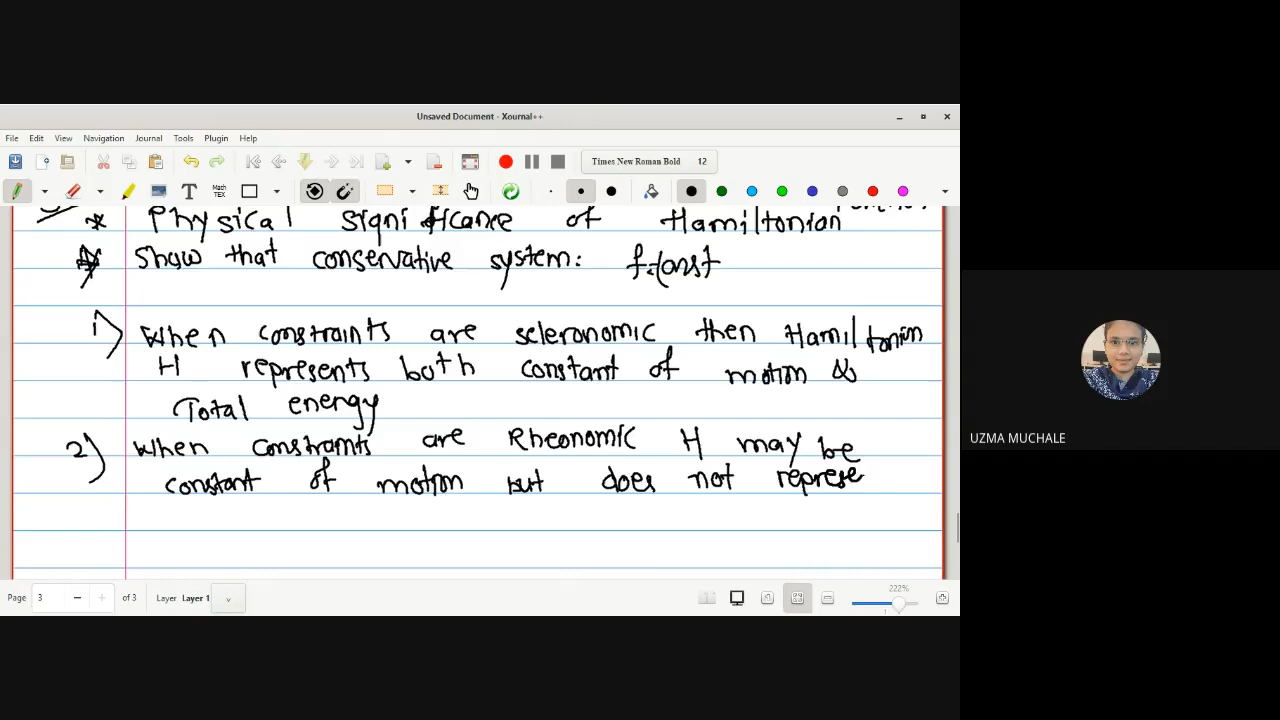 Unsaved Document - Xournal++
File Edit View Navigation Journal Tools Plugin Help
Times New Roman Bold 12
* Physical significance of Hamiltonian
* Show that conservative system:
1) When constraints are scleronomic then Hamiltonian
H represents both constant of motion &
Total energy
2) When constraints are Rheonomic H may be
constant of motion but does not represe
Page 3 of 3 Layer Layer 1 222%
UZMA MUCHALE